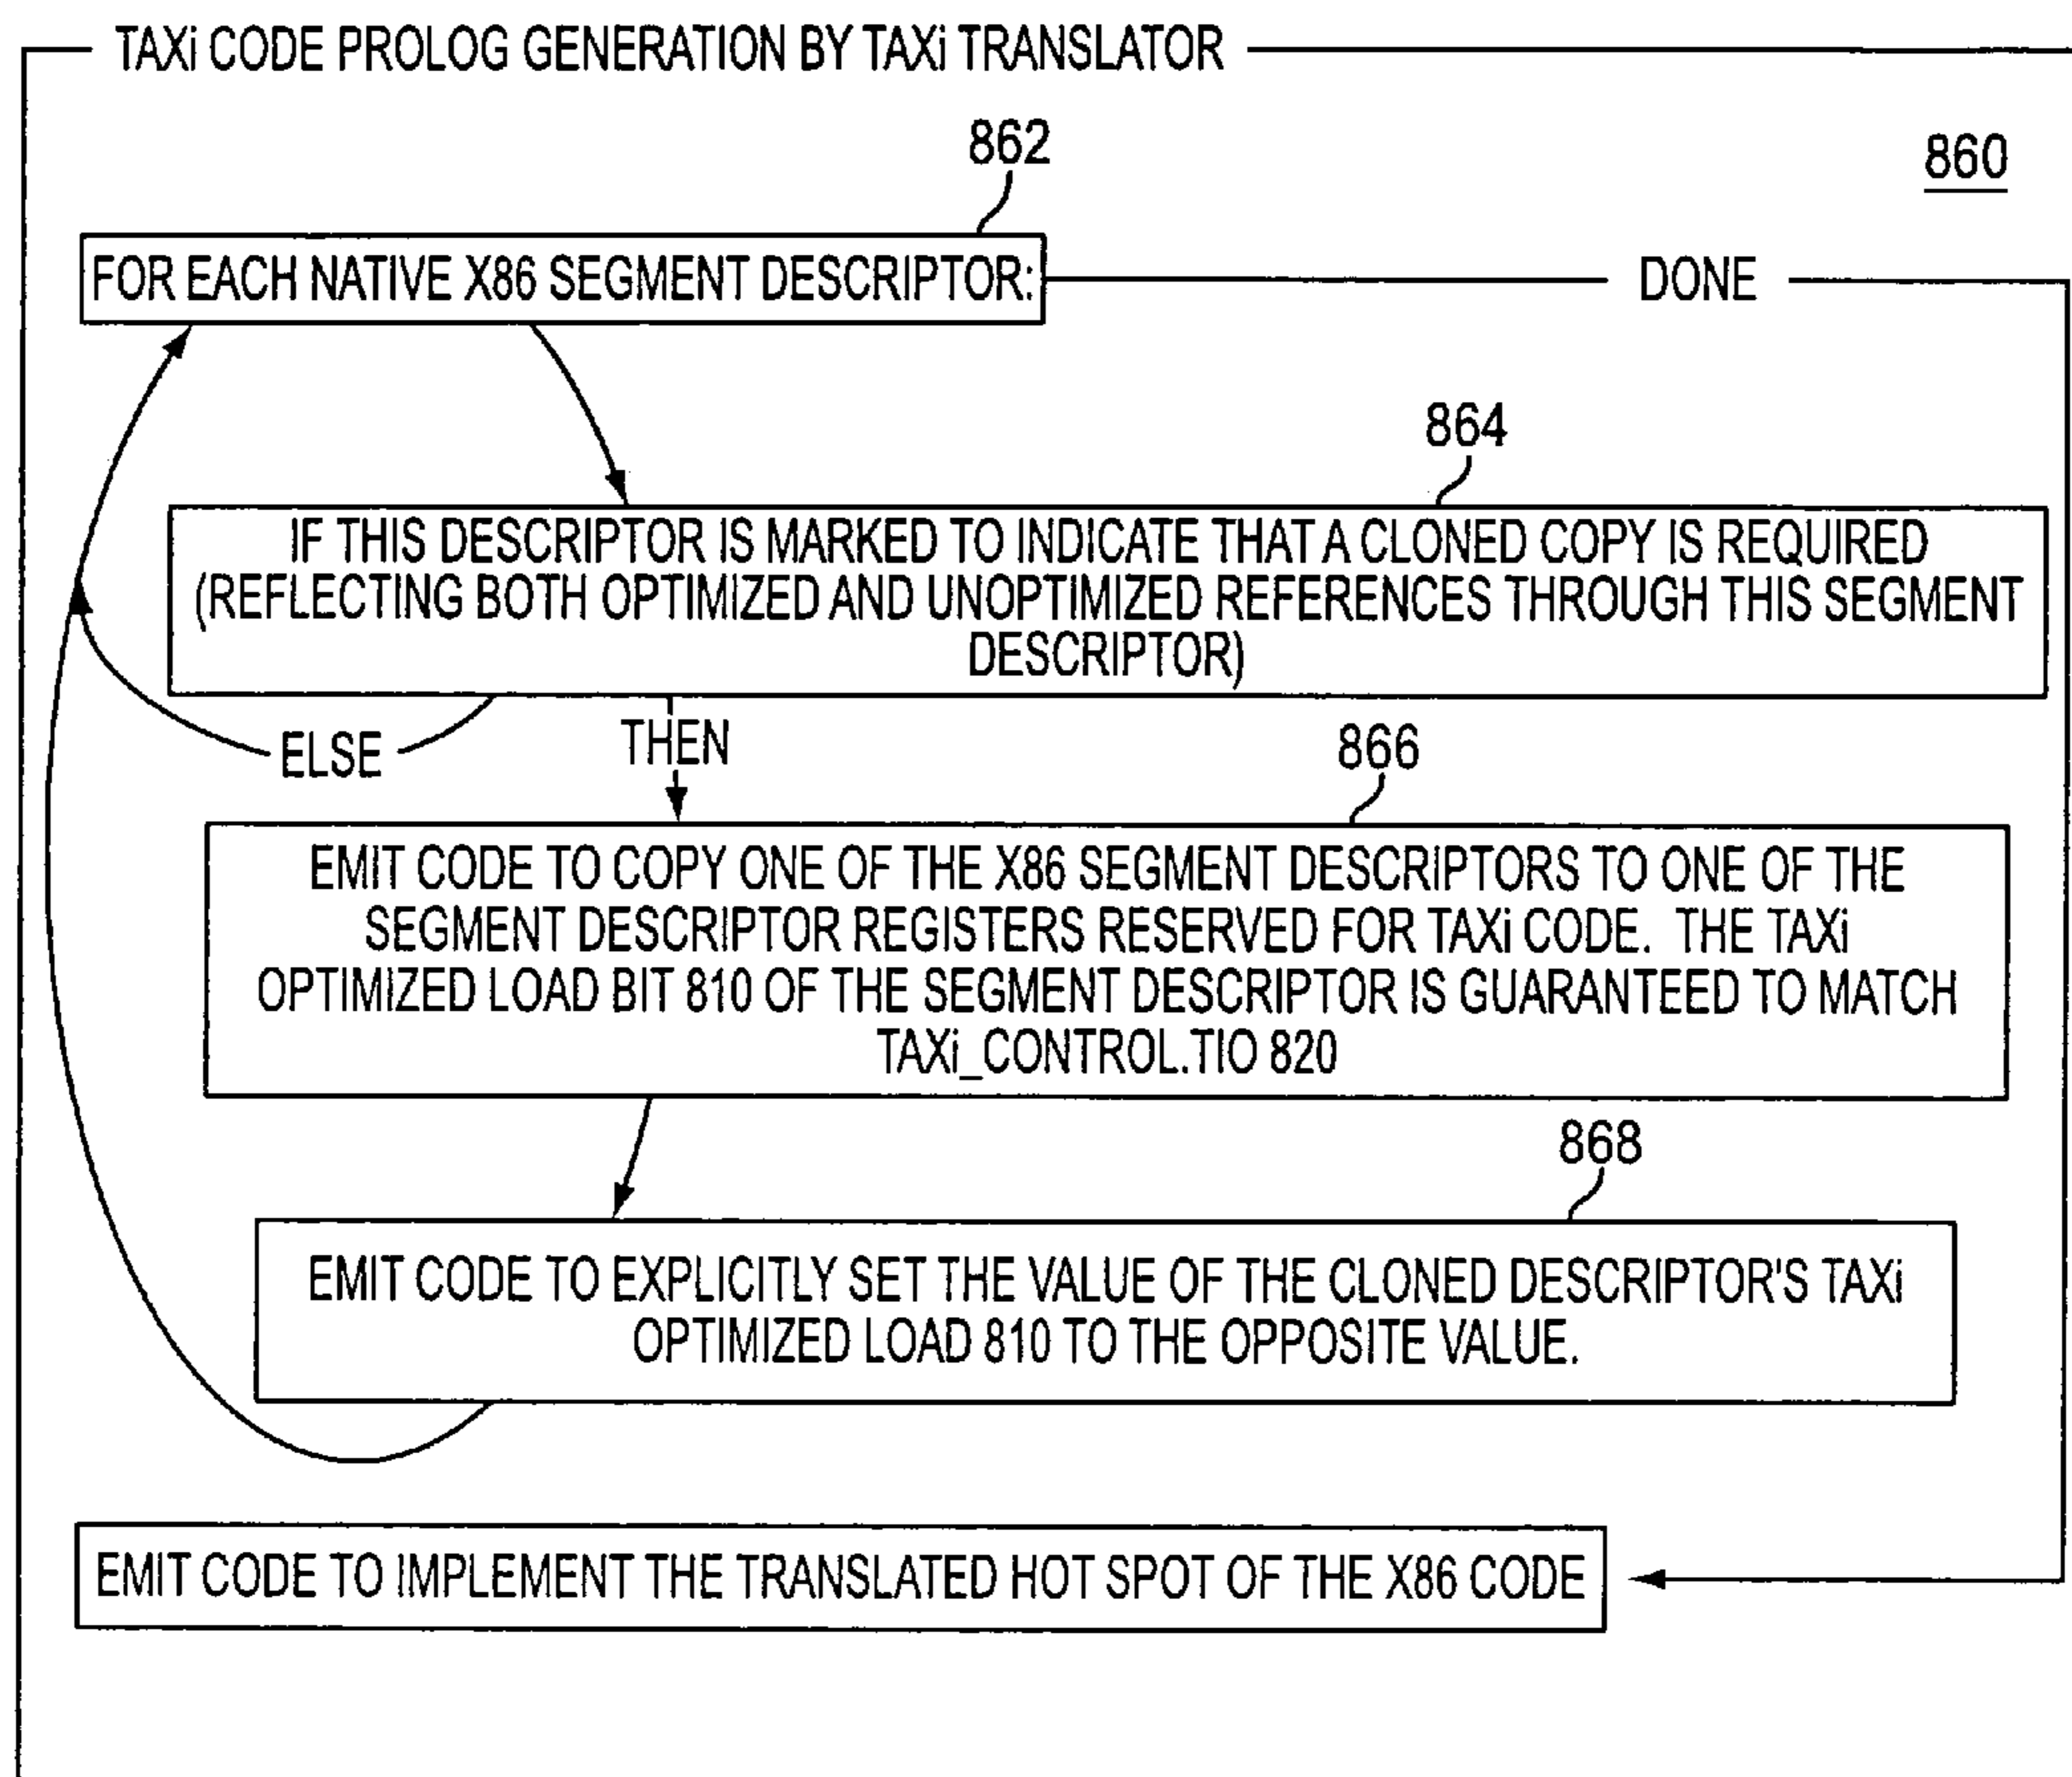 TAXi CODE PROLOG GENERATION BY TAXi TRANSLATOR
862
860
FOR EACH NATIVE X86 SEGMENT DESCRIPTOR:
DONE
864
IF THIS DESCRIPTOR IS MARKED TO INDICATE THAT A CLONED COPY IS REQUIRED
(REFLECTING BOTH OPTIMIZED AND UNOPTIMIZED REFERENCES THROUGH THIS SEGMENT
DESCRIPTOR)
ELSE
THEN
866
EMIT CODE TO COPY ONE OF THE X86 SEGMENT DESCRIPTORS TO ONE OF THE
SEGMENT DESCRIPTOR REGISTERS RESERVED FOR TAXi CODE. THE TAXi
OPTIMIZED LOAD BIT 810 OF THE SEGMENT DESCRIPTOR IS GUARANTEED TO MATCH
TAXi_CONTROL.TIO 820
868
EMIT CODE TO EXPLICITLY SET THE VALUE OF THE CLONED DESCRIPTOR'S TAXi
OPTIMIZED LOAD 810 TO THE OPPOSITE VALUE.
EMIT CODE TO IMPLEMENT THE TRANSLATED HOT SPOT OF THE X86 CODE